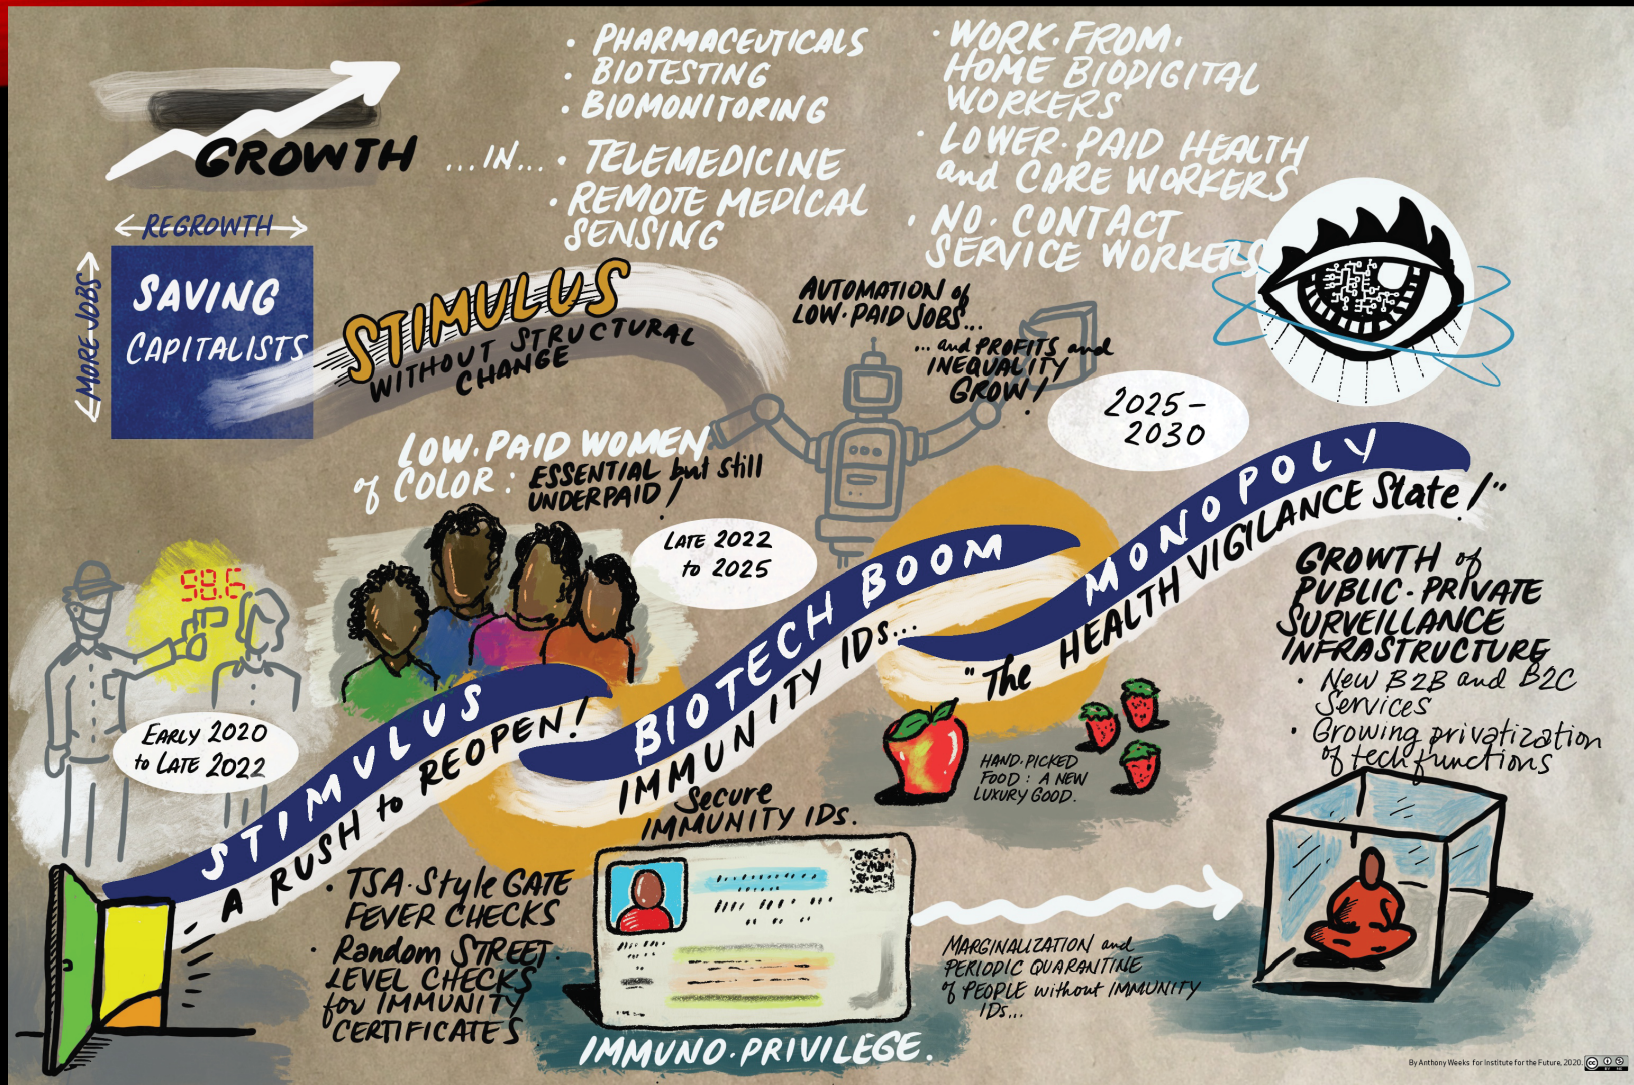 GROWTH
...IN...
• PHARMACEUTICALS
• BIOTESTING
• BIOMONITORING
• TELEMEDICINE
• REMOTE MEDICAL
SENSING
• WORK·FROM·
HOME BIODIGITAL
WORKERS
• LOWER·PAID HEALTH
and CARE WORKERS
• NO·CONTACT
SERVICE WORKERS
REGROWTH
MORE JOBS
SAVING
CAPITALISTS
STIMULUS
WITHOUT STRUCTURAL
CHANGE
AUTOMATION of
LOW·PAID JOBS...
...and PROFITS and
INEQUALITY
GROW!
LOW·PAID WOMEN
of COLOR: ESSENTIAL but still
UNDERPAID!
98.6
EARLY 2020
to LATE 2022
STIMULUS
A RUSH to REOPEN!
• TSA·Style GATE
FEVER CHECKS
• Random STREET·
LEVEL CHECKS
for IMMUNITY
CERTIFICATES
LATE 2022
to 2025
BIOTECH BOOM
IMMUNITY IDs...
Secure
IMMUNITY IDs.
IMMUNO·PRIVILEGE.
2025–
2030
MONOPOLY
"The HEALTH VIGILANCE State!"
HAND·PICKED
FOOD: A NEW
LUXURY GOOD.
GROWTH of
PUBLIC·PRIVATE
SURVEILLANCE
INFRASTRUCTURE
• New B2B and B2C
Services
• Growing privatization
of tech functions
MARGINALIZATION and
PERIODIC QUARANTINE
of PEOPLE without IMMUNITY
IDs...
By Anthony Weeks for Institute for the Future, 2020.
cc
BY NC